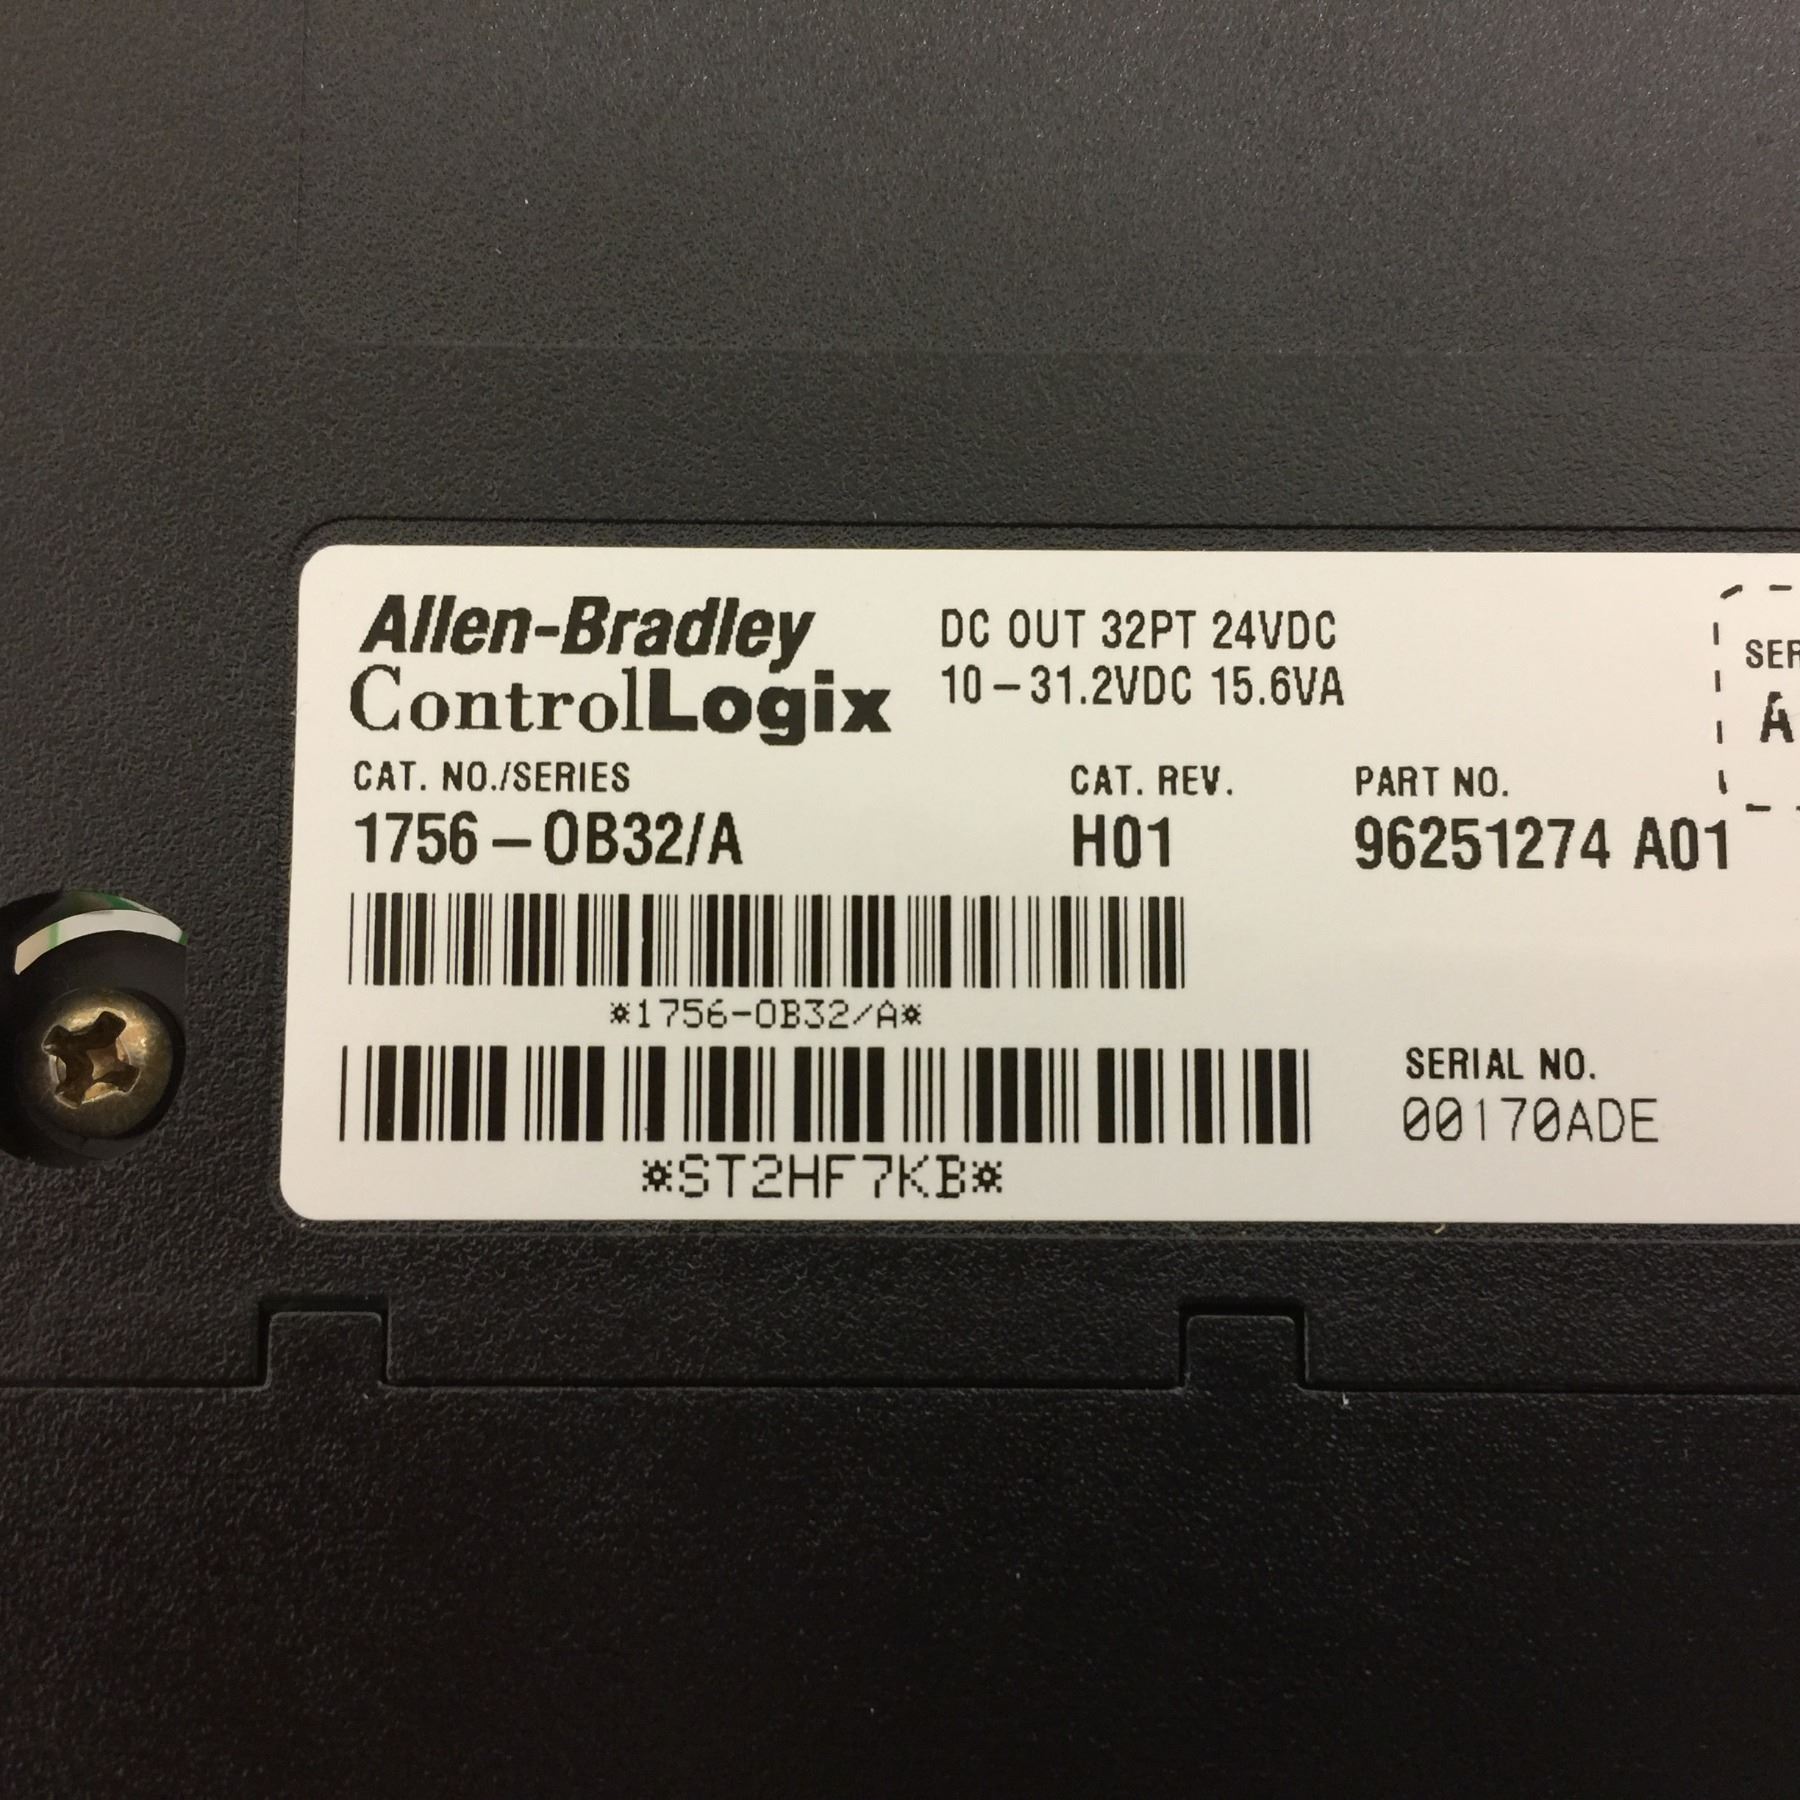 Allen-Bradley
ControlLogix
DC OUT 32PT 24VDC
10-31.2VDC 15.6VA
CAT. NO./SERIES
1756-OB32/A
CAT. REV.
H01
PART NO.
96251274 A01
SER
A
*1756-OB32/A*
*ST2HF7KB*
SERIAL NO.
00170ADE